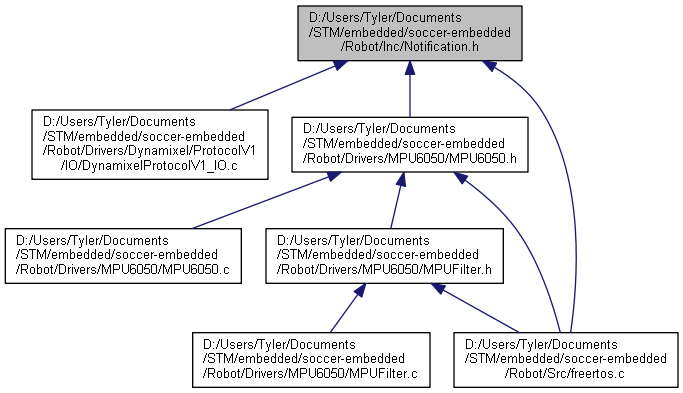 D:/Users/Tyler/Documents
/STM/embedded/soccer-embedded
/Robot/Inc/Notification.h
D:/Users/Tyler/Documents
/STM/embedded/soccer-embedded
/Robot/Drivers/Dynamixel/ProtocolV1
/IO/DynamixelProtocolV1_IO.c
D:/Users/Tyler/Documents
/STM/embedded/soccer-embedded
/Robot/Drivers/MPU6050/MPU6050.h
D:/Users/Tyler/Documents
/STM/embedded/soccer-embedded
/Robot/Drivers/MPU6050/MPU6050.c
D:/Users/Tyler/Documents
/STM/embedded/soccer-embedded
/Robot/Drivers/MPU6050/MPUFilter.h
D:/Users/Tyler/Documents
/STM/embedded/soccer-embedded
/Robot/Drivers/MPU6050/MPUFilter.c
D:/Users/Tyler/Documents
/STM/embedded/soccer-embedded
/Robot/Src/freertos.c